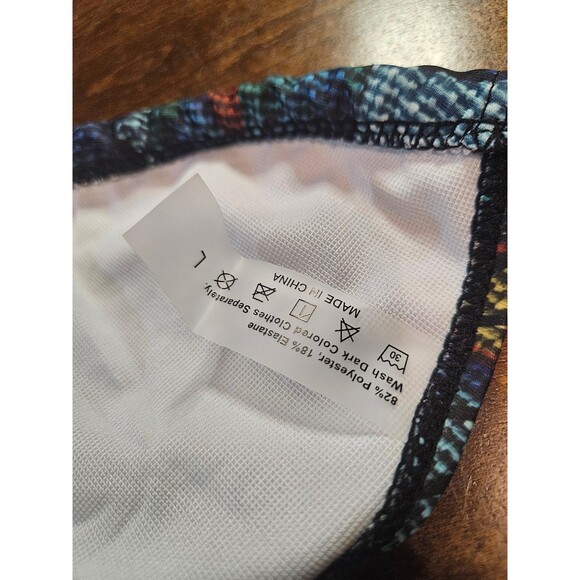 82% Polyester, 18% Elastane
Wash Dark Colored Clothes Separately,
30
MADE IN CHINA
L